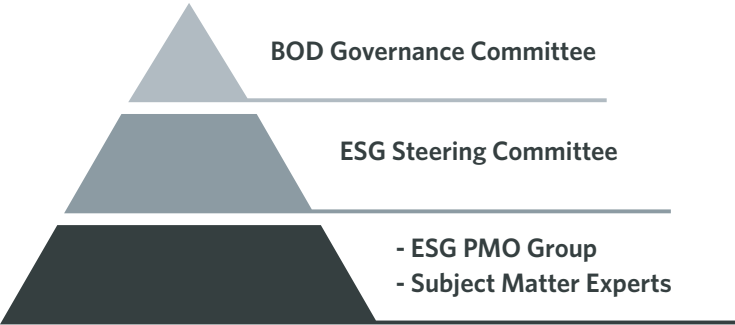 BOD Governance Committee
ESG Steering Committee
- ESG PMO Group
- Subject Matter Experts